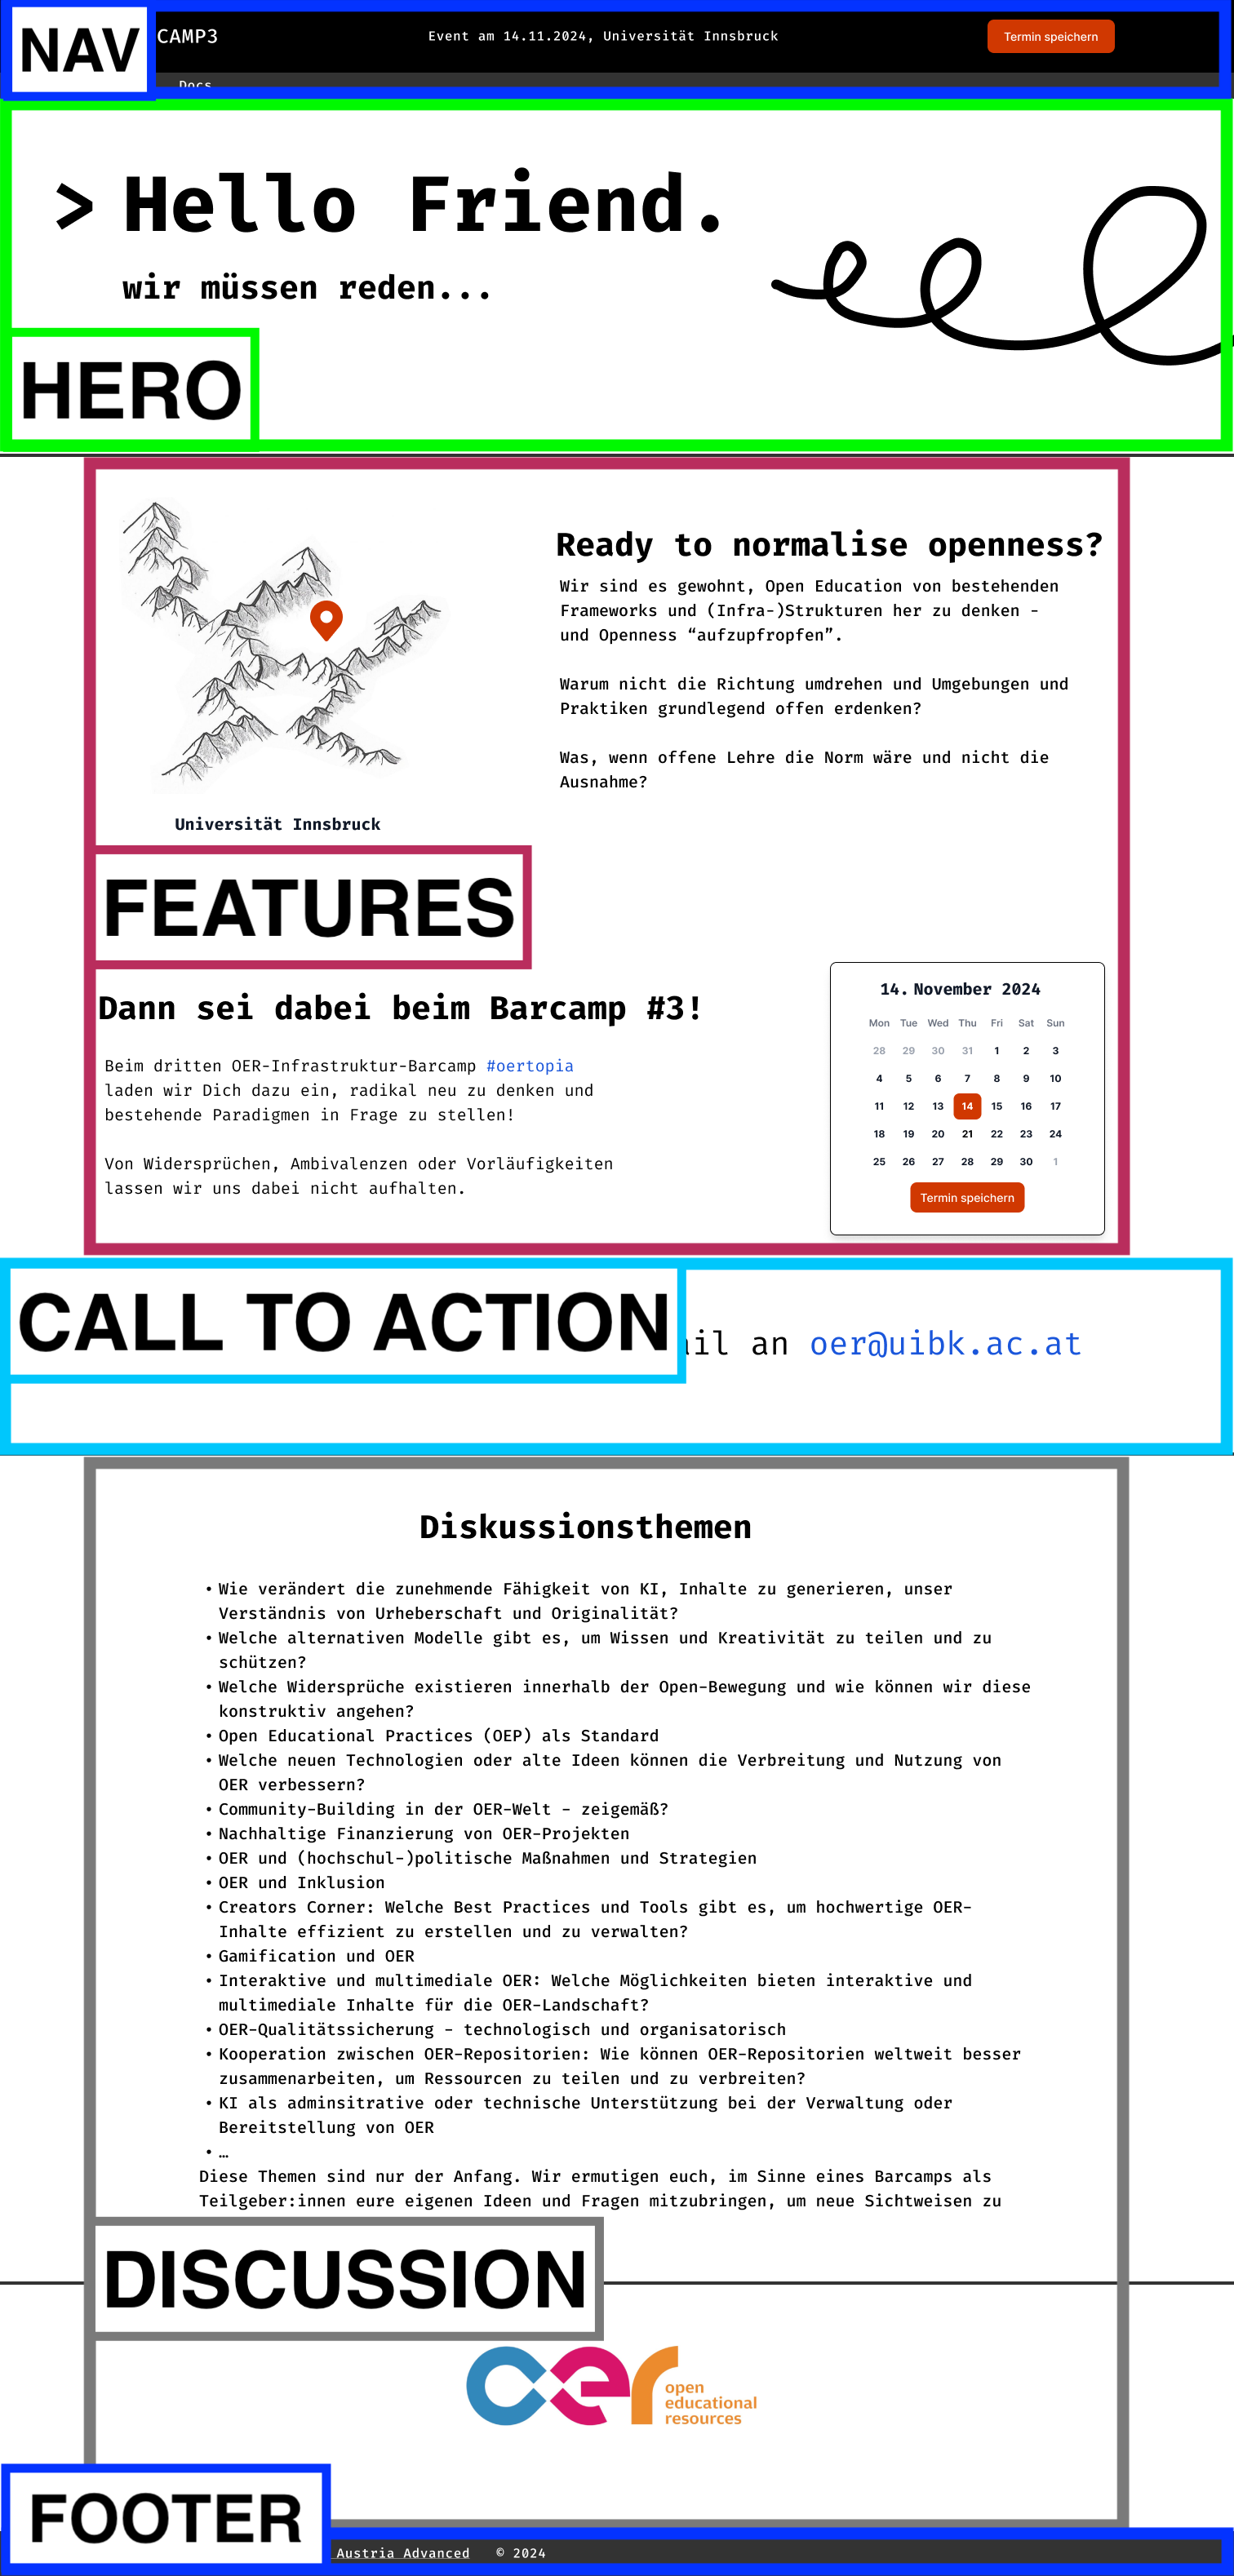 NAV
CAMP3
Event am 14.11.2024, Universität Innsbruck
Termin speichern
Docs
> Hello Friend.
wir müssen reden...
HERO
Universität Innsbruck
Ready to normalise openness?
Wir sind es gewohnt, Open Education von bestehenden
Frameworks und (Infra-)Strukturen her zu denken -
und Openness “aufzupfropfen”.
Warum nicht die Richtung umdrehen und Umgebungen und
Praktiken grundlegend offen erdenken?
Was, wenn offene Lehre die Norm wäre und nicht die
Ausnahme?
FEATURES
Dann sei dabei beim Barcamp #3!
Beim dritten OER-Infrastruktur-Barcamp #oertopia
laden wir Dich dazu ein, radikal neu zu denken und
bestehende Paradigmen in Frage zu stellen!
Von Widersprüchen, Ambivalenzen oder Vorläufigkeiten
lassen wir uns dabei nicht aufhalten.
14. November 2024
Mon Tue Wed Thu Fri Sat Sun
28 29 30 31 1 2 3
4 5 6 7 8 9 10
11 12 13 14 15 16 17
18 19 20 21 22 23 24
25 26 27 28 29 30 1
Termin speichern
CALL TO ACTION
il an oer@uibk.ac.at
Diskussionsthemen
• Wie verändert die zunehmende Fähigkeit von KI, Inhalte zu generieren, unser
Verständnis von Urheberschaft und Originalität?
• Welche alternativen Modelle gibt es, um Wissen und Kreativität zu teilen und zu
schützen?
• Welche Widersprüche existieren innerhalb der Open-Bewegung und wie können wir diese
konstruktiv angehen?
• Open Educational Practices (OEP) als Standard
• Welche neuen Technologien oder alte Ideen können die Verbreitung und Nutzung von
OER verbessern?
• Community-Building in der OER-Welt - zeigemäß?
• Nachhaltige Finanzierung von OER-Projekten
• OER und (hochschul-)politische Maßnahmen und Strategien
• OER und Inklusion
• Creators Corner: Welche Best Practices und Tools gibt es, um hochwertige OER-
Inhalte effizient zu erstellen und zu verwalten?
• Gamification und OER
• Interaktive und multimediale OER: Welche Möglichkeiten bieten interaktive und
multimediale Inhalte für die OER-Landschaft?
• OER-Qualitätssicherung - technologisch und organisatorisch
• Kooperation zwischen OER-Repositorien: Wie können OER-Repositorien weltweit besser
zusammenarbeiten, um Ressourcen zu teilen und zu verbreiten?
• KI als adminsitrative oder technische Unterstützung bei der Verwaltung oder
Bereitstellung von OER
• …
Diese Themen sind nur der Anfang. Wir ermutigen euch, im Sinne eines Barcamps als
Teilgeber:innen eure eigenen Ideen und Fragen mitzubringen, um neue Sichtweisen zu
DISCUSSION
oer
open
educational
resources
FOOTER
Austria Advanced © 2024